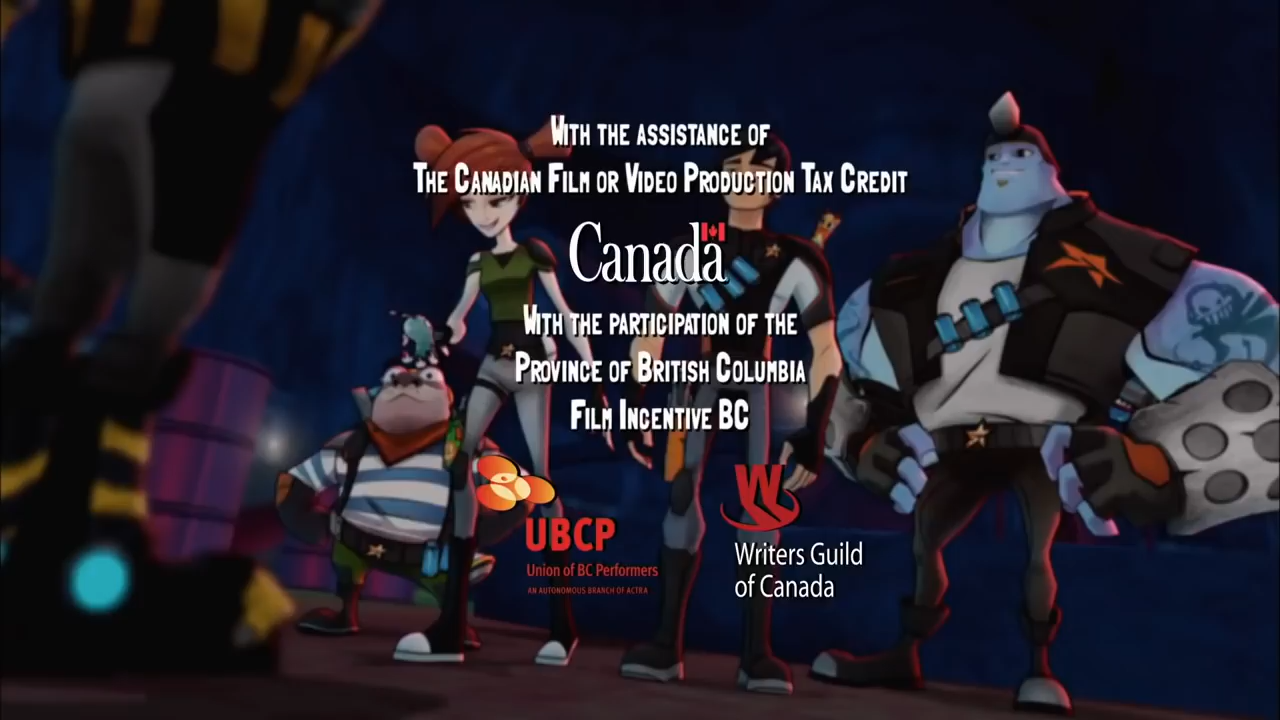 With the assistance of
The Canadian Film or Video Production Tax Credit
Canada
With the participation of the
Province of British Columbia
Film Incentive BC
UBCP
Union of BC Performers
AN AUTONOMOUS BRANCH OF ACTRA
W
Writers Guild
of Canada